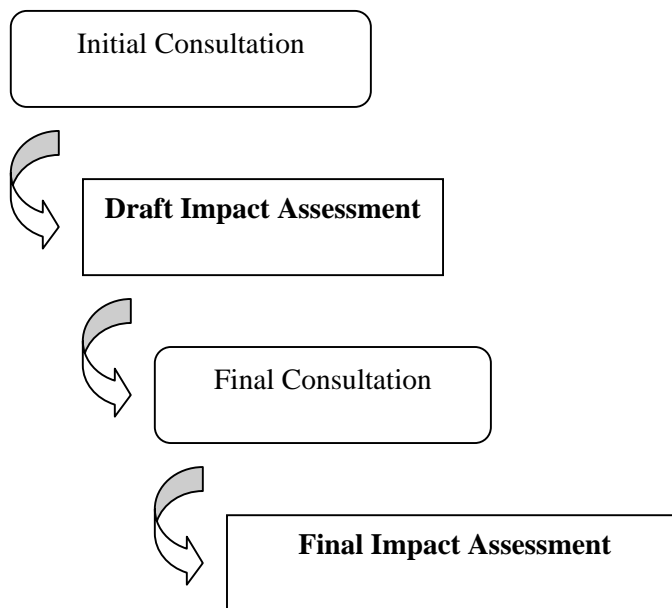 Initial Consultation
Draft Impact Assessment
Final Consultation
Final Impact Assessment